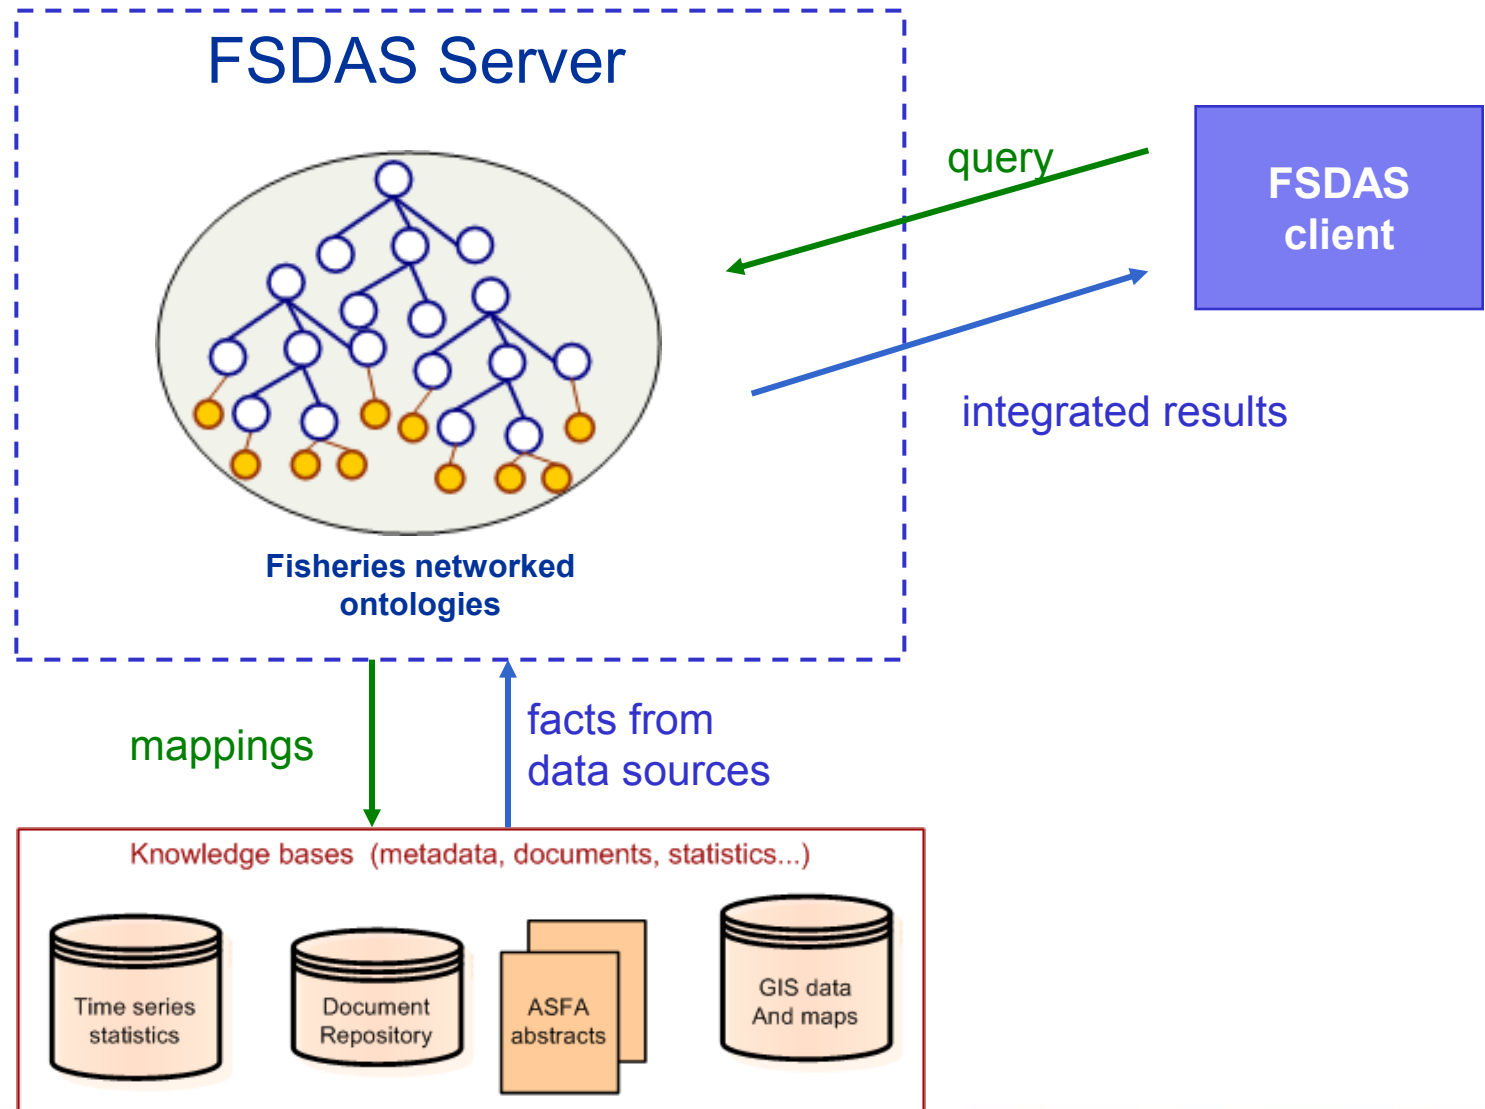 FSDAS Server
query
FSDAS
client
integrated results
Fisheries networked
ontologies
mappings
facts from
data sources
Knowledge bases (metadata, documents, statistics...)
Time series
statistics
Document
Repository
ASFA
abstracts
GIS data
And maps